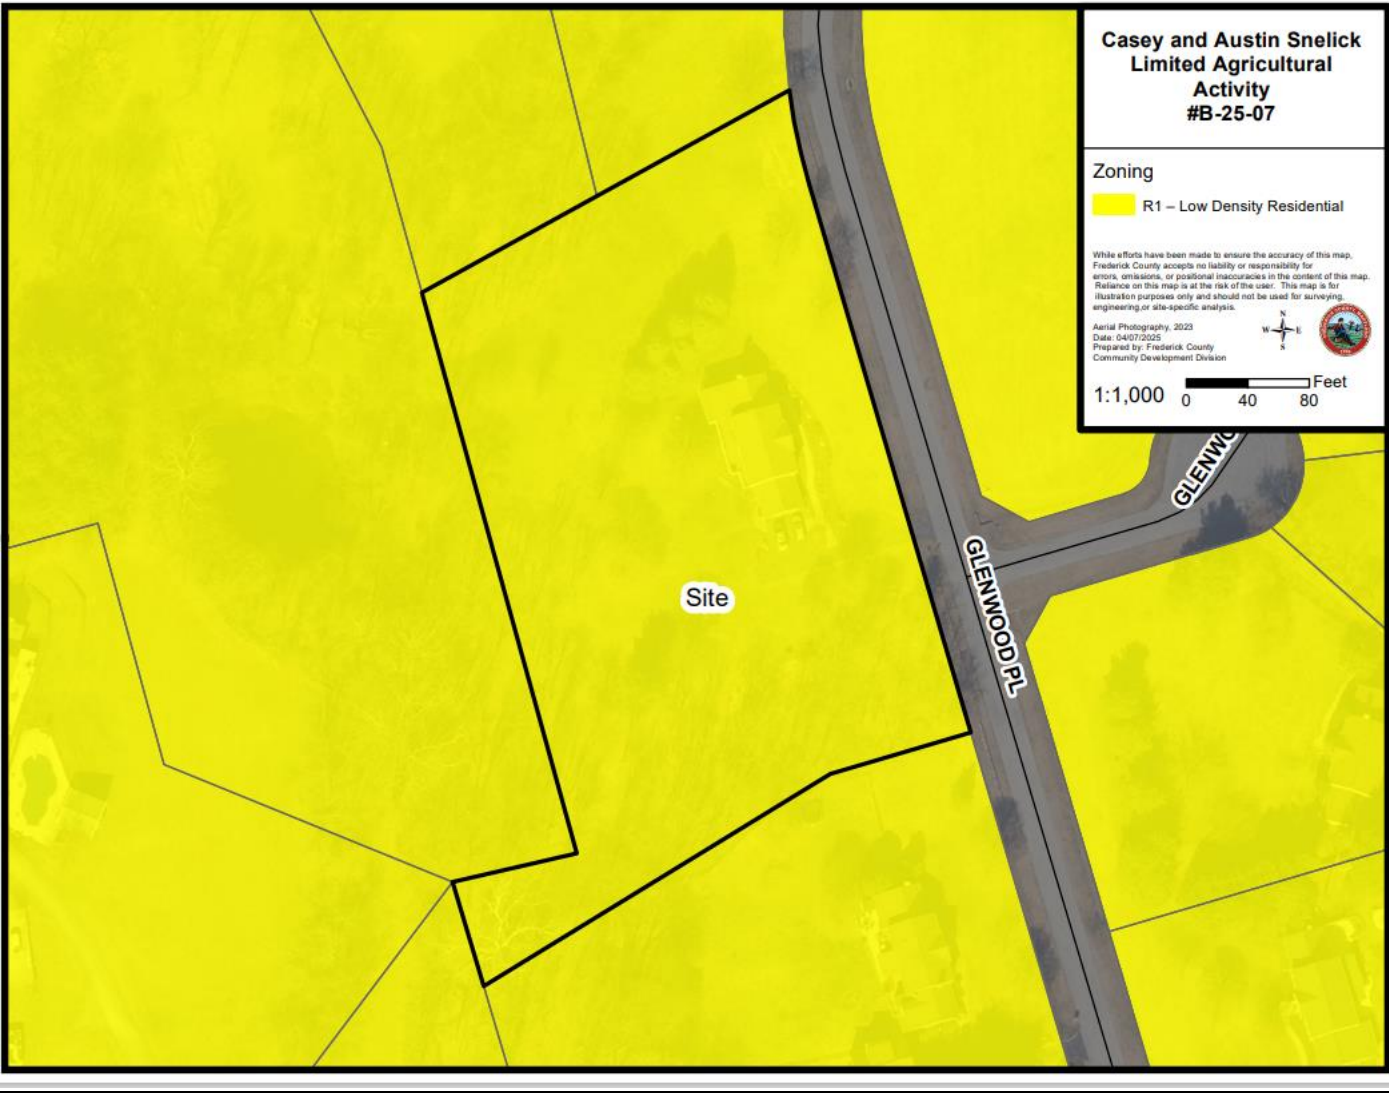 Casey and Austin Snelick
Limited Agricultural
Activity
#B-25-07
Zoning
R1 – Low Density Residential
While efforts have been made to ensure the accuracy of this map,
Frederick County accepts no liability or responsibility for
errors, omissions, or positional inaccuracies in the content of this map.
Reliance on this map is at the risk of the user. This map is for
illustration purposes only and should not be used for surveying,
engineering,or site-specific analysis.
Aerial Photography, 2023
Date: 04/07/2025
Prepared by: Frederick County
Community Development Division
N
W E
S
1:1,000
Feet
0 40 80
GLENWO
GLENWOOD PL
Site